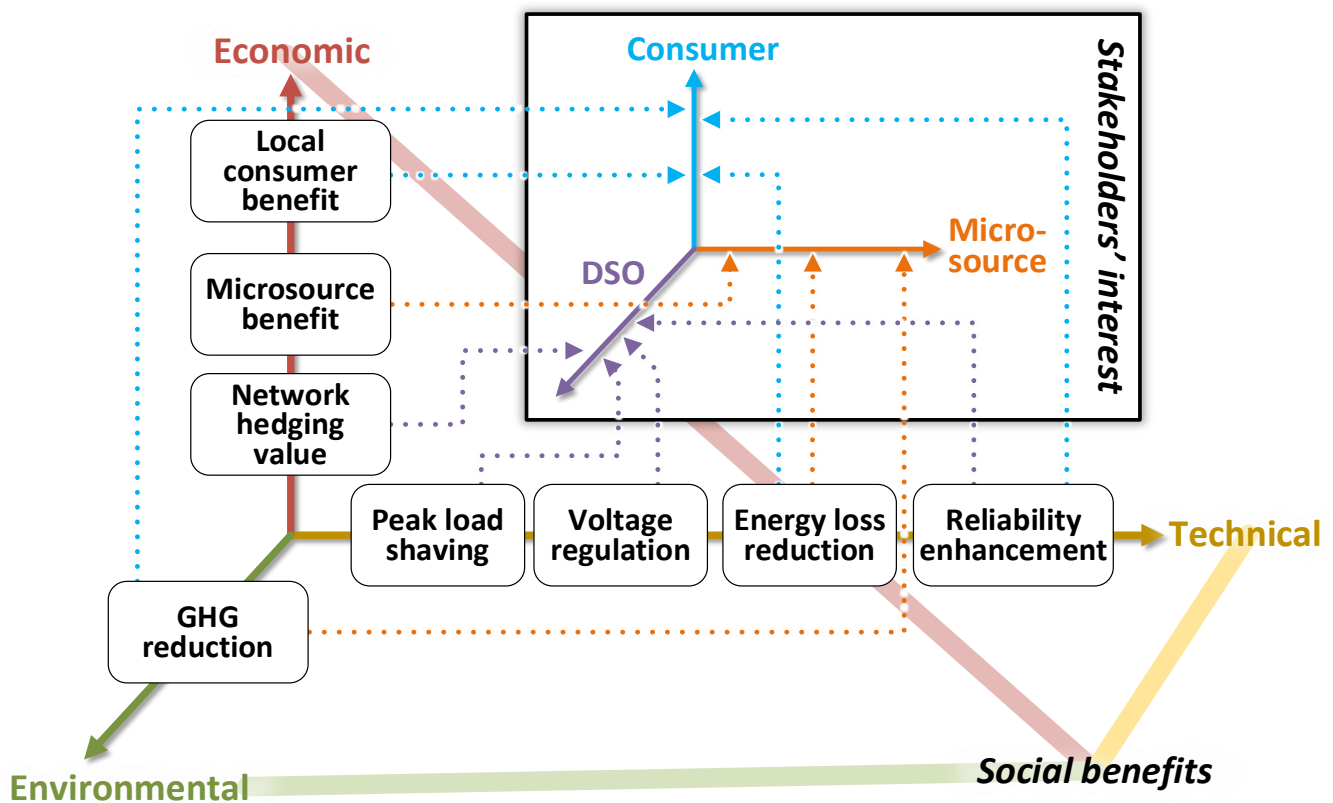 Economic
Consumer
Stakeholders' interest
Local
consumer
benefit
Micro-
source
DSO
Microsource
benefit
Network
hedging
value
Peak load
shaving
Voltage
regulation
Energy loss
reduction
Reliability
enhancement
Technical
GHG
reduction
Social benefits
Environmental